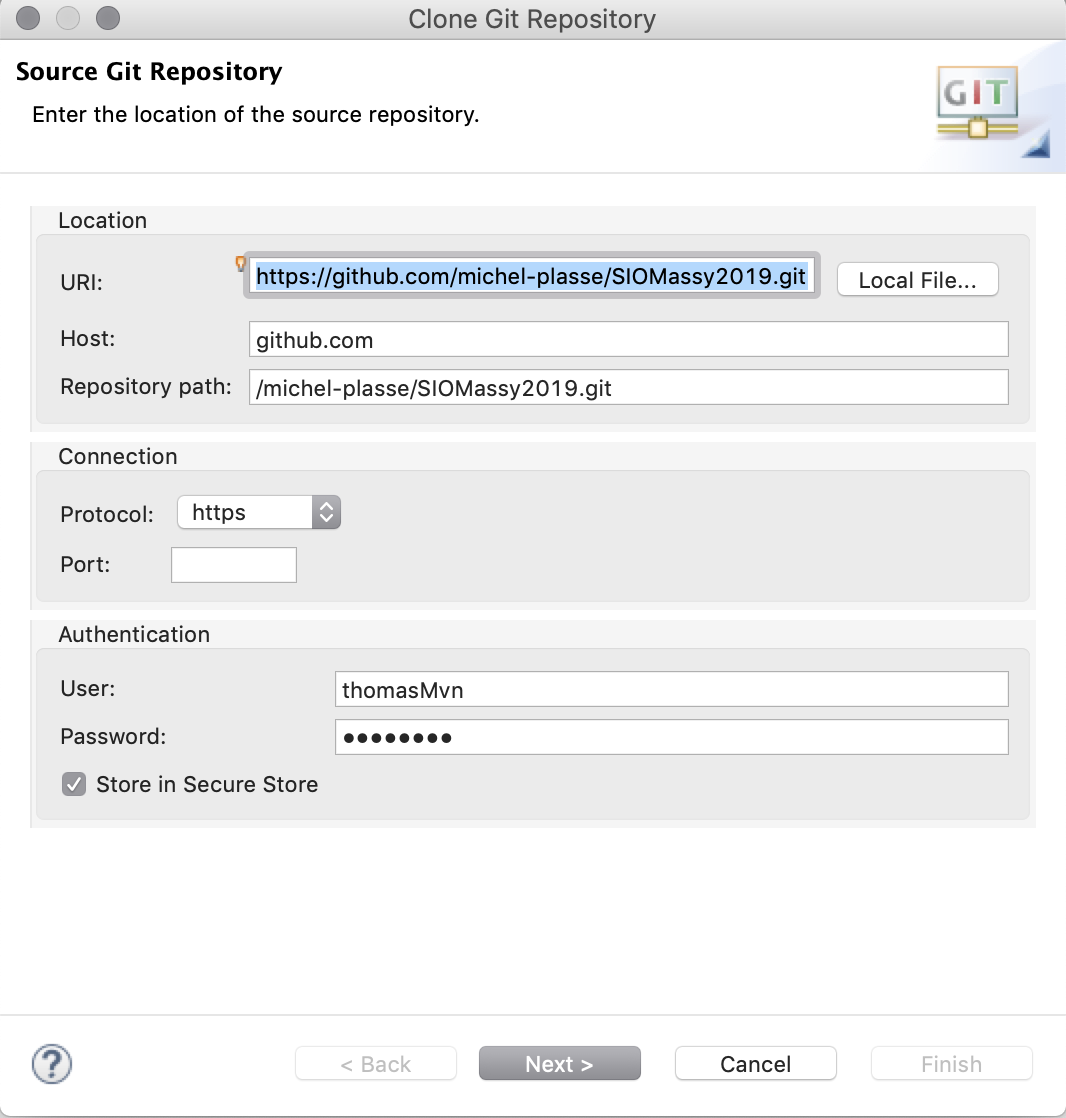 Clone Git Repository
Source Git Repository
Enter the location of the source repository.
GIT
Location
URI: https://github.com/michel-plasse/SIOMassy2019.git Local File...
Host: github.com
Repository path: /michel-plasse/SIOMassy2019.git
Connection
Protocol: https
Port:
Authentication
User: thomasMvn
Password: ●●●●●●●●
Store in Secure Store
? < Back Next > Cancel Finish